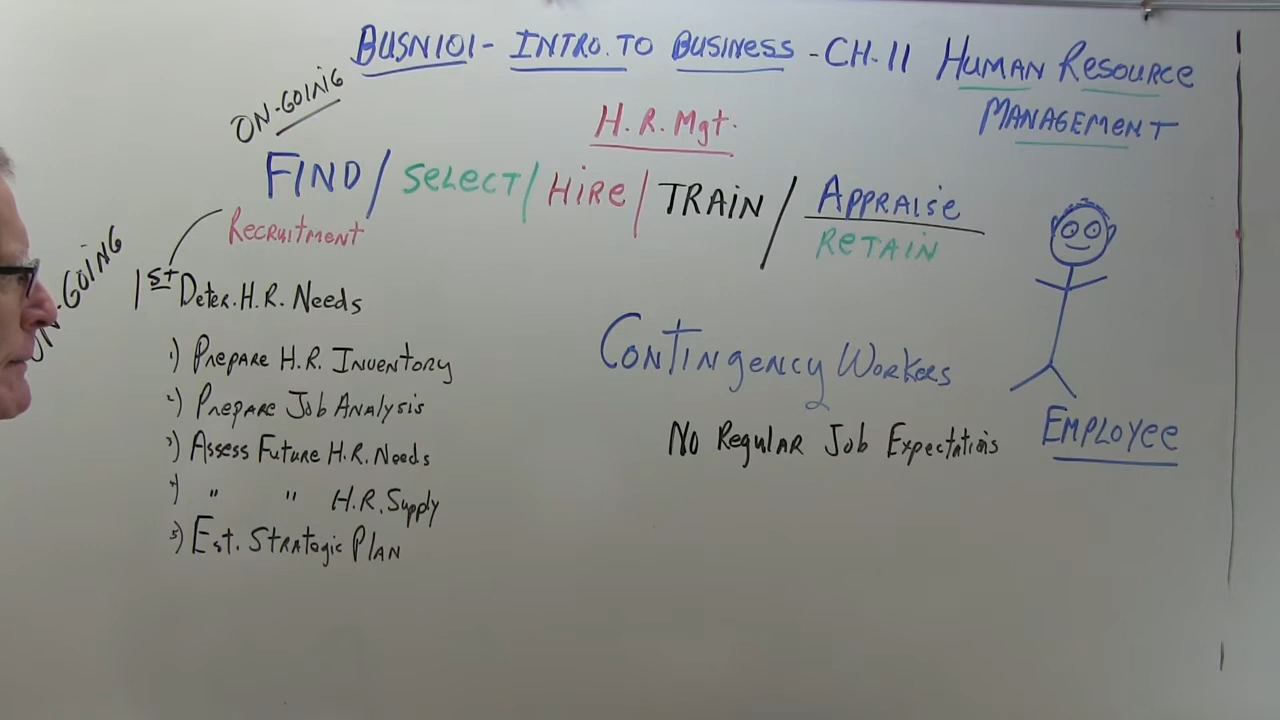 BUSN101 - INTRO. TO BUSINESS - CH. 11 HUMAN RESOURCE
MANAGEMENT
ON-GOING
H.R. Mgt.
FIND / SELECT / HIRE / TRAIN / APPRAISE
RETAIN
RECRUITMENT
ON-GOING
1st DETER. H.R. NEEDS
1) PREPARE H.R. INVENTORY
2) PREPARE JOB ANALYSIS
3) ASSESS FUTURE H.R. NEEDS
4) " " H.R. SUPPLY
5) EST. STRATEGIC PLAN
CONTINGENCY WORKERS
NO REGULAR JOB EXPECTATIONS
EMPLOYEE